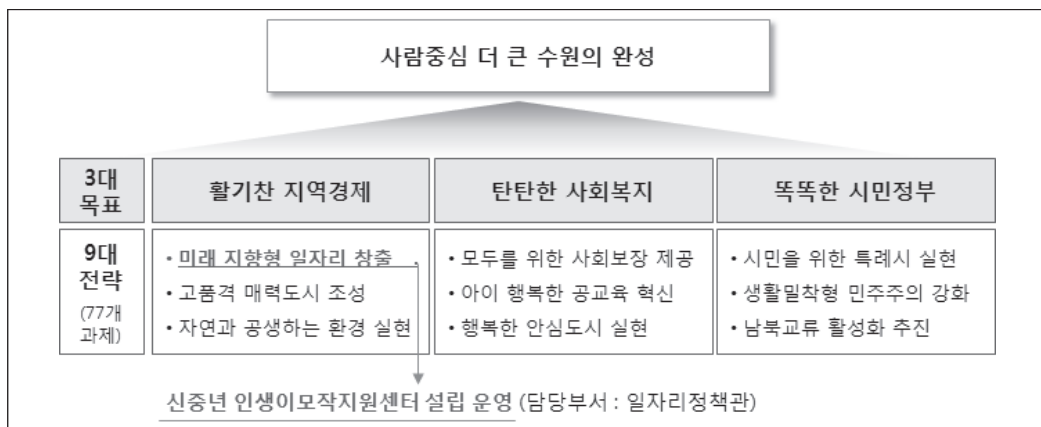 사람중심 더 큰 수원의 완성
3대
목표
활기찬 지역경제
탄탄한 사회복지
똑똑한 시민정부
9대
전략
(77개
과제)
• 미래 지향형 일자리 창출
• 고품격 매력도시 조성
• 자연과 공생하는 환경 실현
• 모두를 위한 사회보장 제공
• 아이 행복한 공교육 혁신
• 행복한 안심도시 실현
• 시민을 위한 특례시 실현
• 생활밀착형 민주주의 강화
• 남북교류 활성화 추진
신중년 인생이모작지원센터 설립 운영 (담당부서 : 일자리정책관)